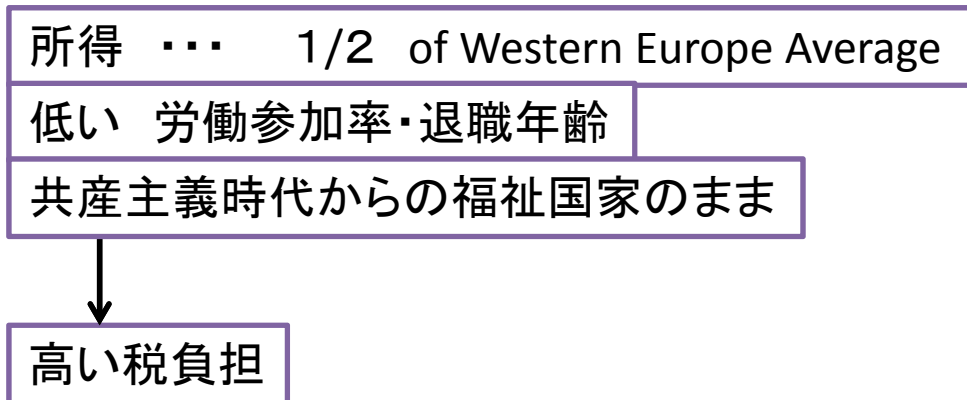 所得 ・・・ 1/2 of Western Europe Average
低い 労働参加率・退職年齢
共産主義時代からの福祉国家のまま
高い税負担